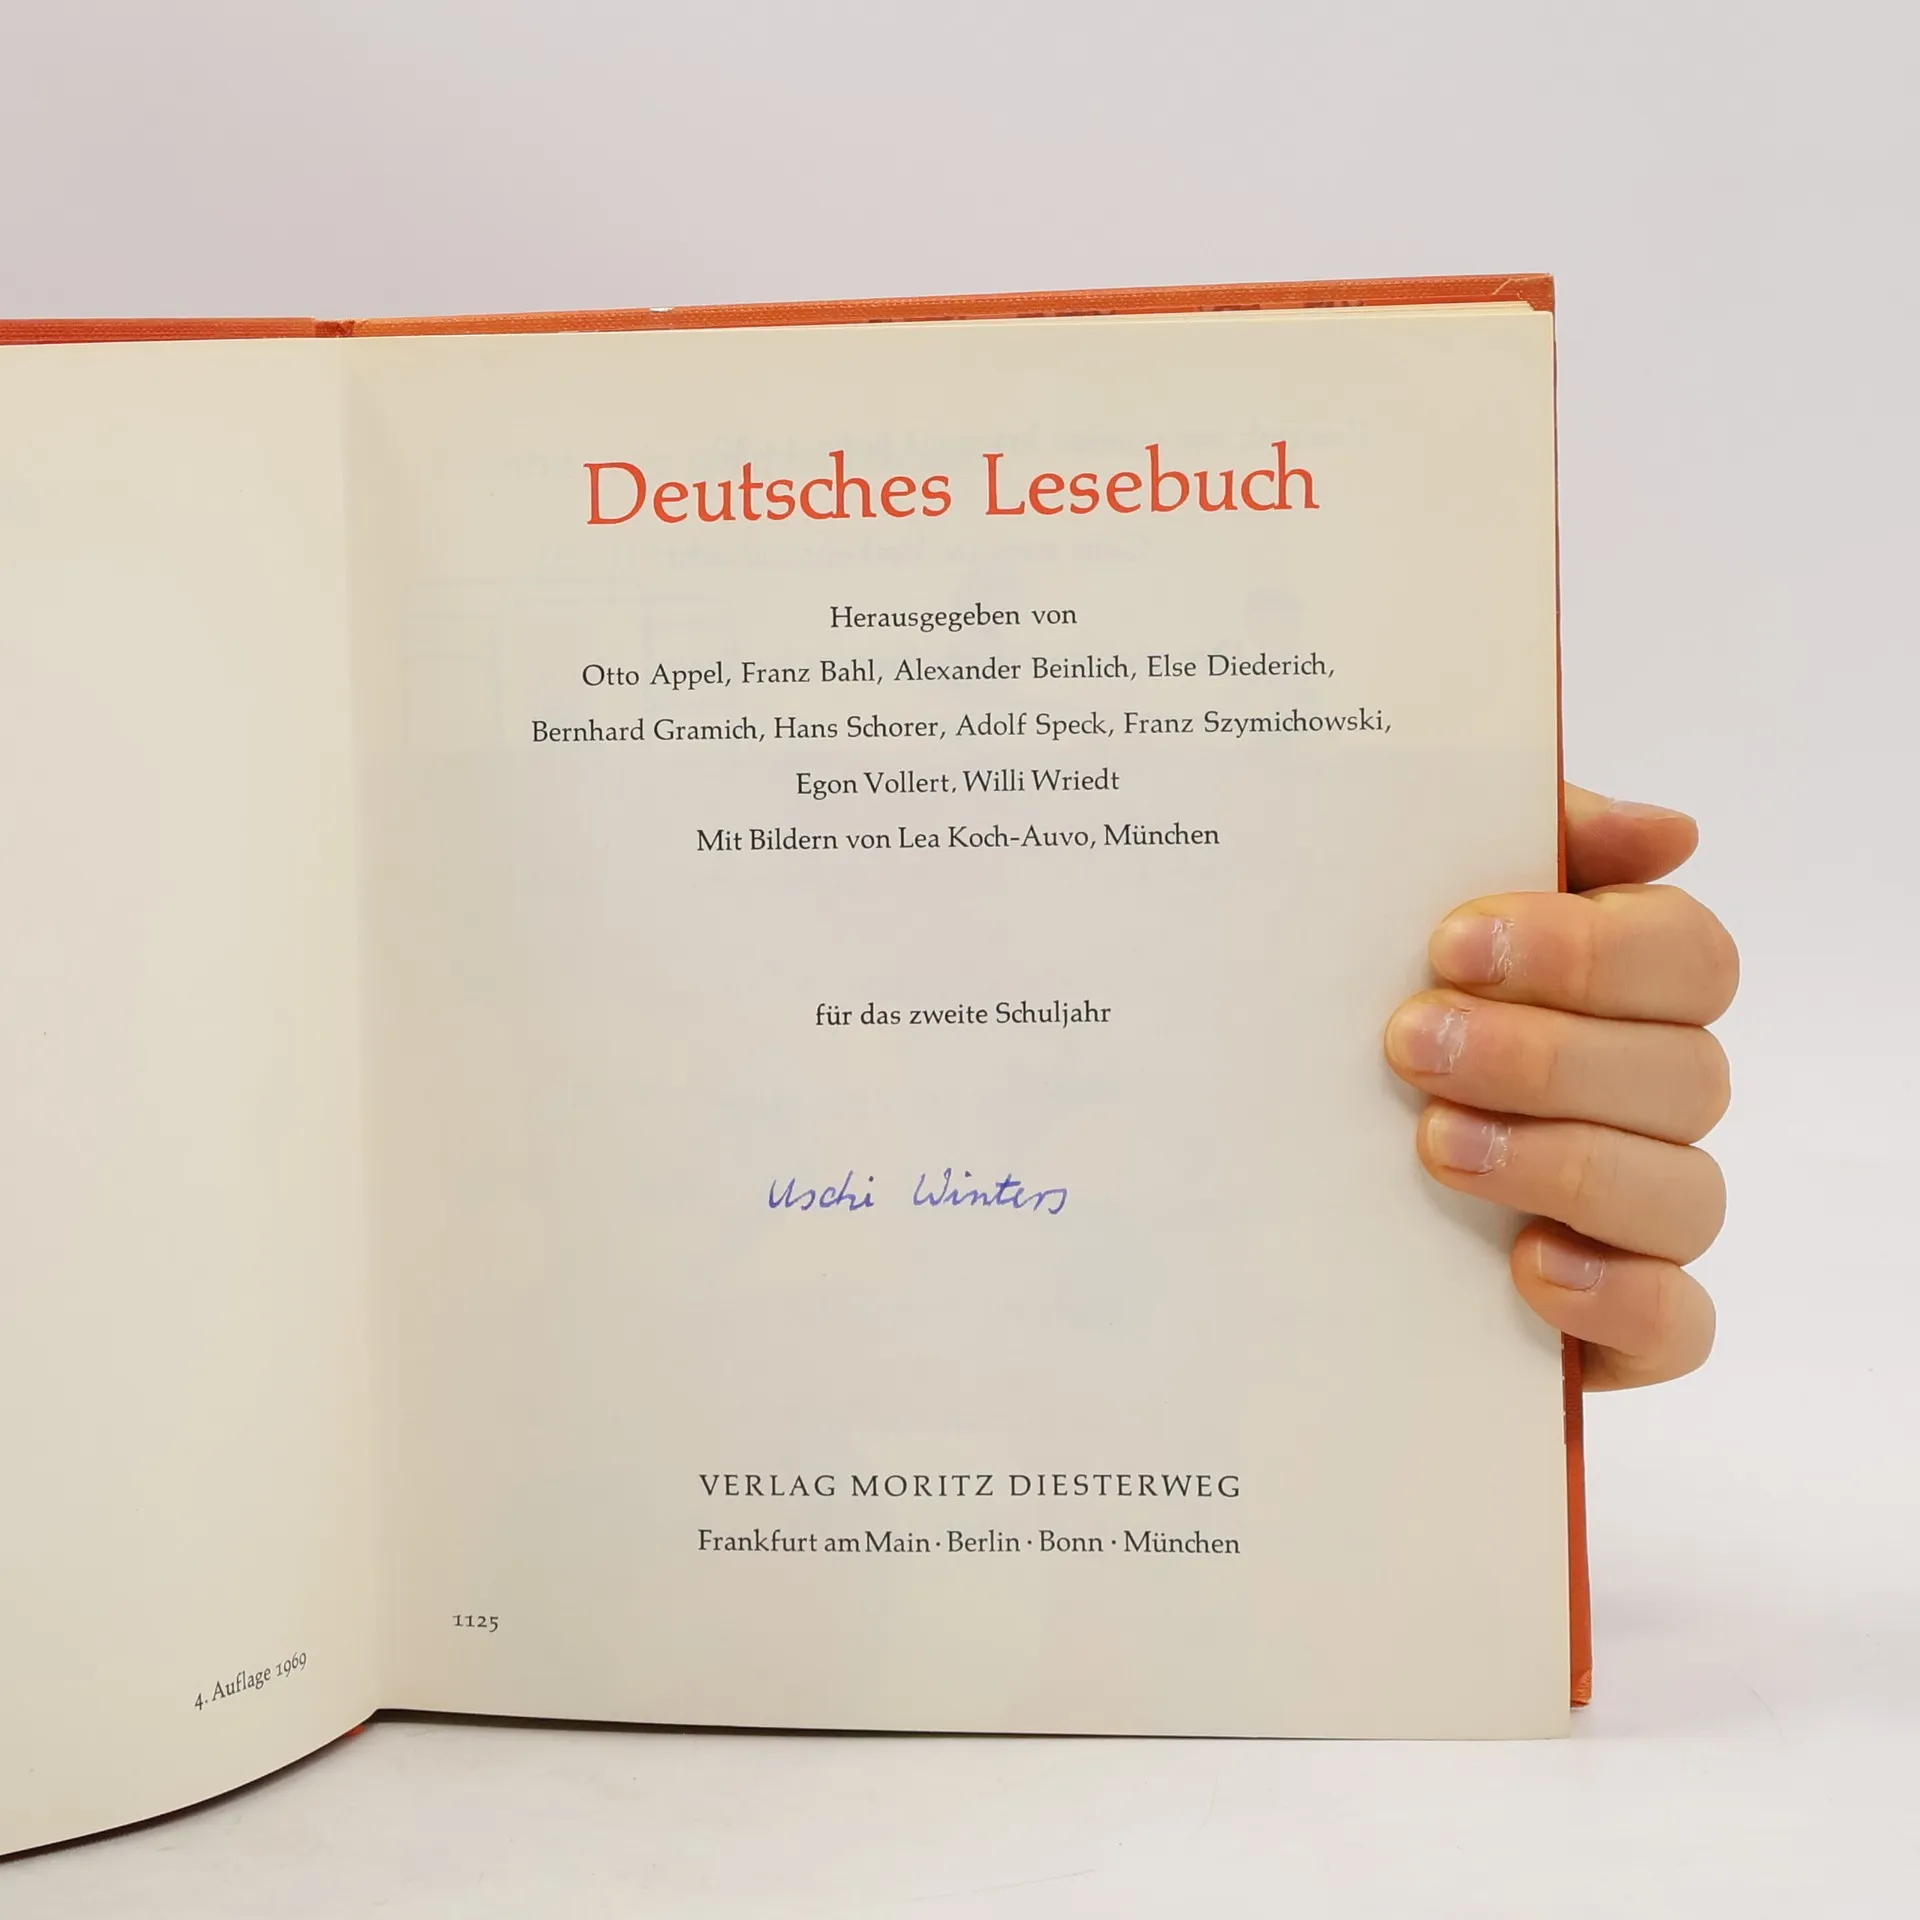 Deutsches Lesebuch
Herausgegeben von
Otto Appel, Franz Bahl, Alexander Beinlich, Else Diederich,
Bernhard Gramich, Hans Schorer, Adolf Speck, Franz Szymichowski,
Egon Vollert, Willi Wriedt
Mit Bildern von Lea Koch-Auvo, München
für das zweite Schuljahr
Uschi Winters
VERLAG MORITZ DIESTERWEG
Frankfurt am Main · Berlin · Bonn · München
1125
4. Auflage 1969